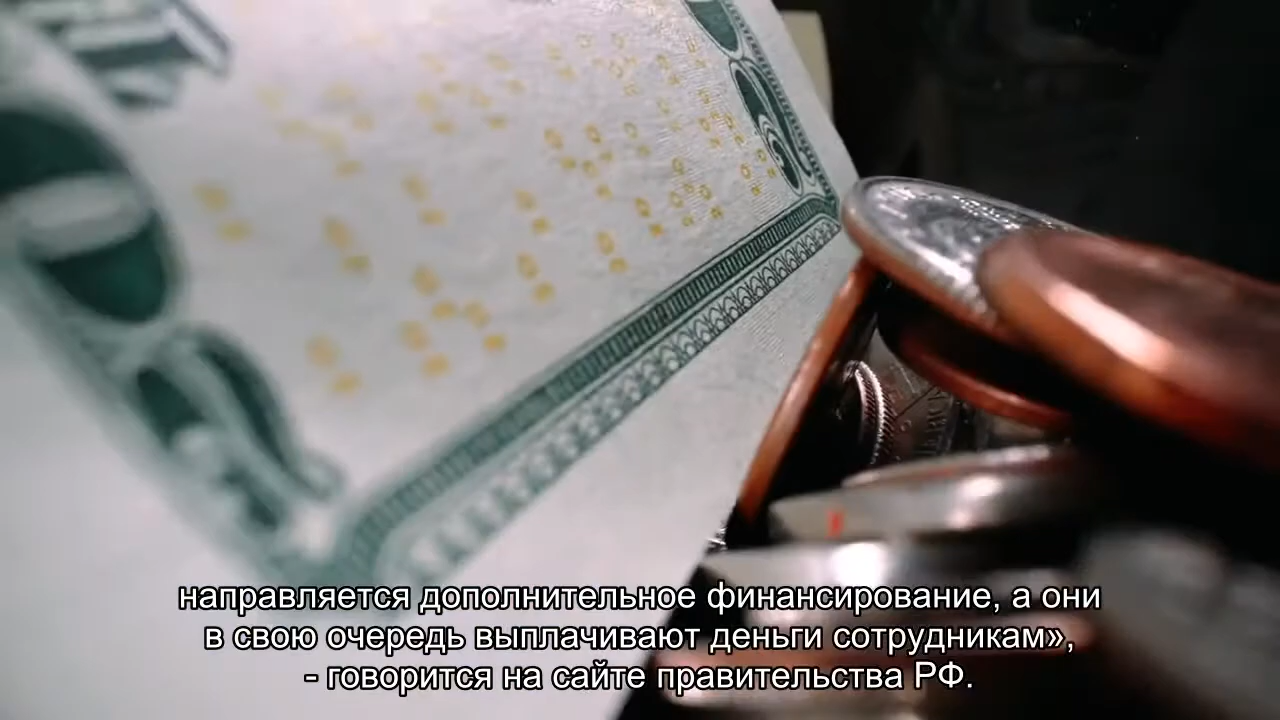 направляется дополнительное финансирование, а они
в свою очередь выплачивают деньги сотрудникам»,
- говорится на сайте правительства РФ.